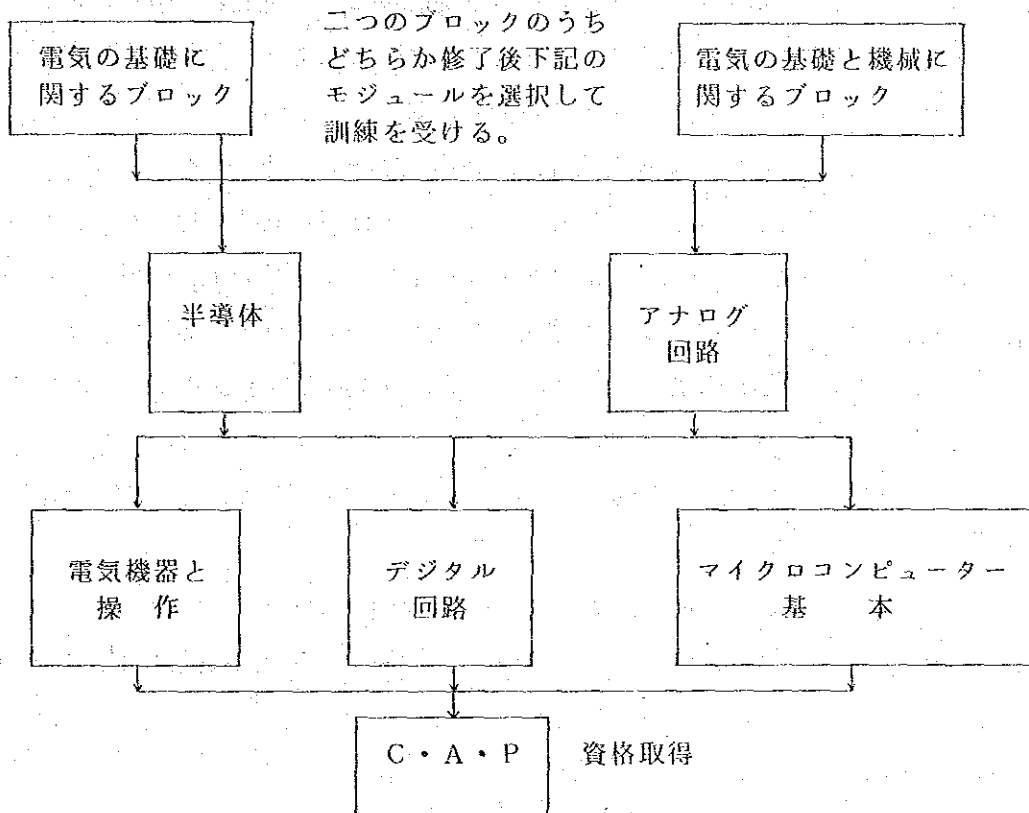 電気の基礎に
関するブロック
二つのブロックのうち
どちらか修了後下記の
モジュールを選択して
訓練を受ける。
電気の基礎と機械に
関するブロック
半導体
アナログ
回路
電気機器と
操　作
デジタル
回路
マイクロコンピューター
基　本
C・A・P
資格取得